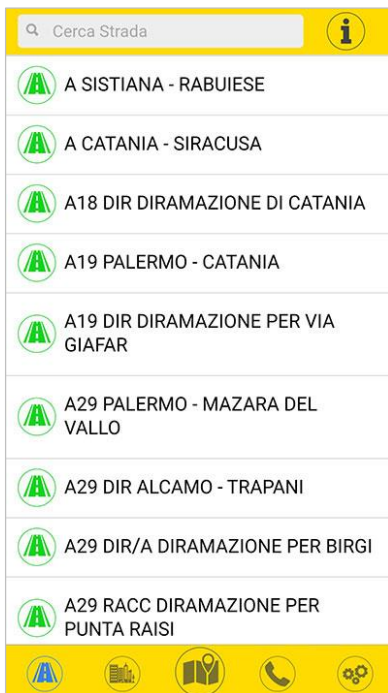 Cerca Strada
A SISTIANA - RABUIESE
A CATANIA - SIRACUSA
A18 DIR DIRAMAZIONE DI CATANIA
A19 PALERMO - CATANIA
A19 DIR DIRAMAZIONE PER VIA
GIAFAR
A29 PALERMO - MAZARA DEL
VALLO
A29 DIR ALCAMO - TRAPANI
A29 DIR/A DIRAMAZIONE PER BIRGI
A29 RACC DIRAMAZIONE PER
PUNTA RAISI